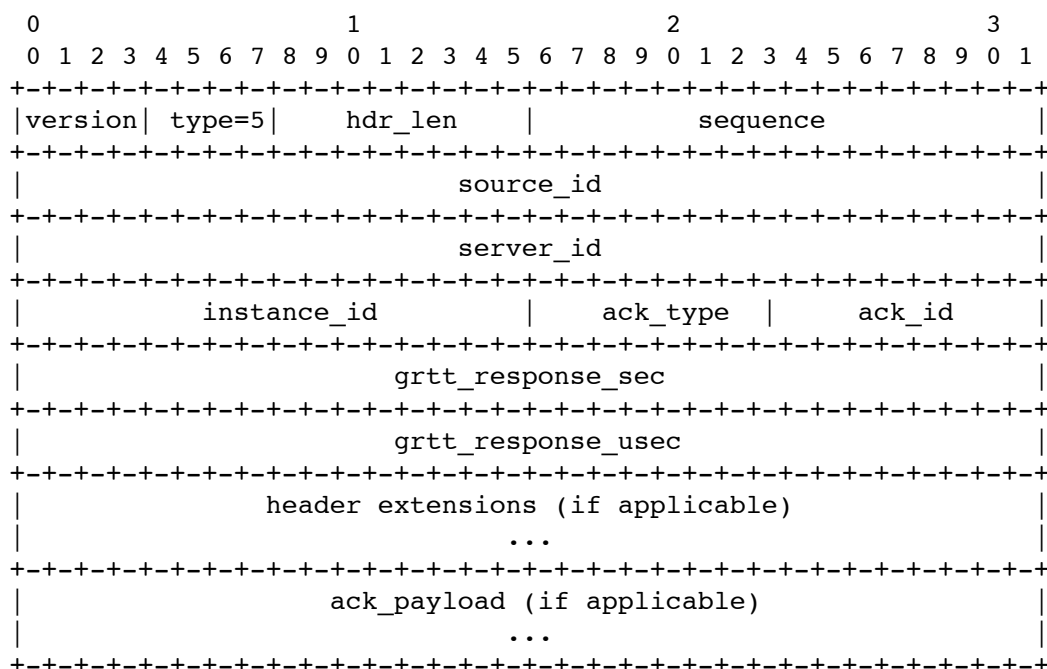 0                   1                   2                   3
 0 1 2 3 4 5 6 7 8 9 0 1 2 3 4 5 6 7 8 9 0 1 2 3 4 5 6 7 8 9 0 1
+-+-+-+-+-+-+-+-+-+-+-+-+-+-+-+-+-+-+-+-+-+-+-+-+-+-+-+-+-+-+-+-+
|version| type=5|    hdr_len    |          sequence             |
+-+-+-+-+-+-+-+-+-+-+-+-+-+-+-+-+-+-+-+-+-+-+-+-+-+-+-+-+-+-+-+-+
|                           source_id                           |
+-+-+-+-+-+-+-+-+-+-+-+-+-+-+-+-+-+-+-+-+-+-+-+-+-+-+-+-+-+-+-+-+
|                           server_id                           |
+-+-+-+-+-+-+-+-+-+-+-+-+-+-+-+-+-+-+-+-+-+-+-+-+-+-+-+-+-+-+-+-+
|           instance_id         |    ack_type  |     ack_id     |
+-+-+-+-+-+-+-+-+-+-+-+-+-+-+-+-+-+-+-+-+-+-+-+-+-+-+-+-+-+-+-+-+
|                       grtt_response_sec                       |
+-+-+-+-+-+-+-+-+-+-+-+-+-+-+-+-+-+-+-+-+-+-+-+-+-+-+-+-+-+-+-+-+
|                       grtt_response_usec                      |
+-+-+-+-+-+-+-+-+-+-+-+-+-+-+-+-+-+-+-+-+-+-+-+-+-+-+-+-+-+-+-+-+
|               header extensions (if applicable)               |
|                              ...                              |
+-+-+-+-+-+-+-+-+-+-+-+-+-+-+-+-+-+-+-+-+-+-+-+-+-+-+-+-+-+-+-+-+
|                   ack_payload (if applicable)                 |
|                              ...                              |
+-+-+-+-+-+-+-+-+-+-+-+-+-+-+-+-+-+-+-+-+-+-+-+-+-+-+-+-+-+-+-+-+